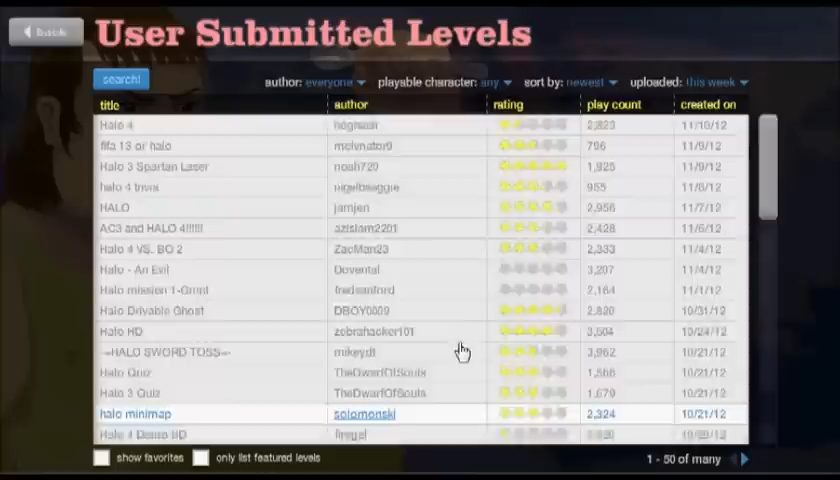 back
User Submitted Levels
search!
author: everyone playable character: any sort by: newest uploaded: this week
title author rating play count created on
Halo 4 2,823 11/10/12
fifa 13 or halo mcivnator9 796 11/9/12
Halo 3 Spartan Laser noah729 1,925 11/9/12
halo 4 trivia 955 11/8/12
HALO jamjen 2,956 11/7/12
AC3 and HALO 4!!!!!! azislam2201 2,428 11/6/12
Halo 4 VS. BO 2 ZacMan23 2,333 11/4/12
Halo - An Evil Dovental 3,207 11/4/12
Halo mission 1-Grunt fredsanford 2,164 11/1/12
Halo Drivable Ghost DBOY0009 2,820 10/31/12
Halo HD zebrahacker101 3,504 10/24/12
-=HALO SWORD TOSS=- mikeydt 3,962 10/21/12
Halo Quiz TheDwarfOfSouls 1,566 10/21/12
Halo 3 Quiz TheDwarfOfSouls 1,679 10/21/12
halo minimap solomonski 2,324 10/21/12
Halo 4 Demo HD
show favorites only list featured levels 1 - 50 of many